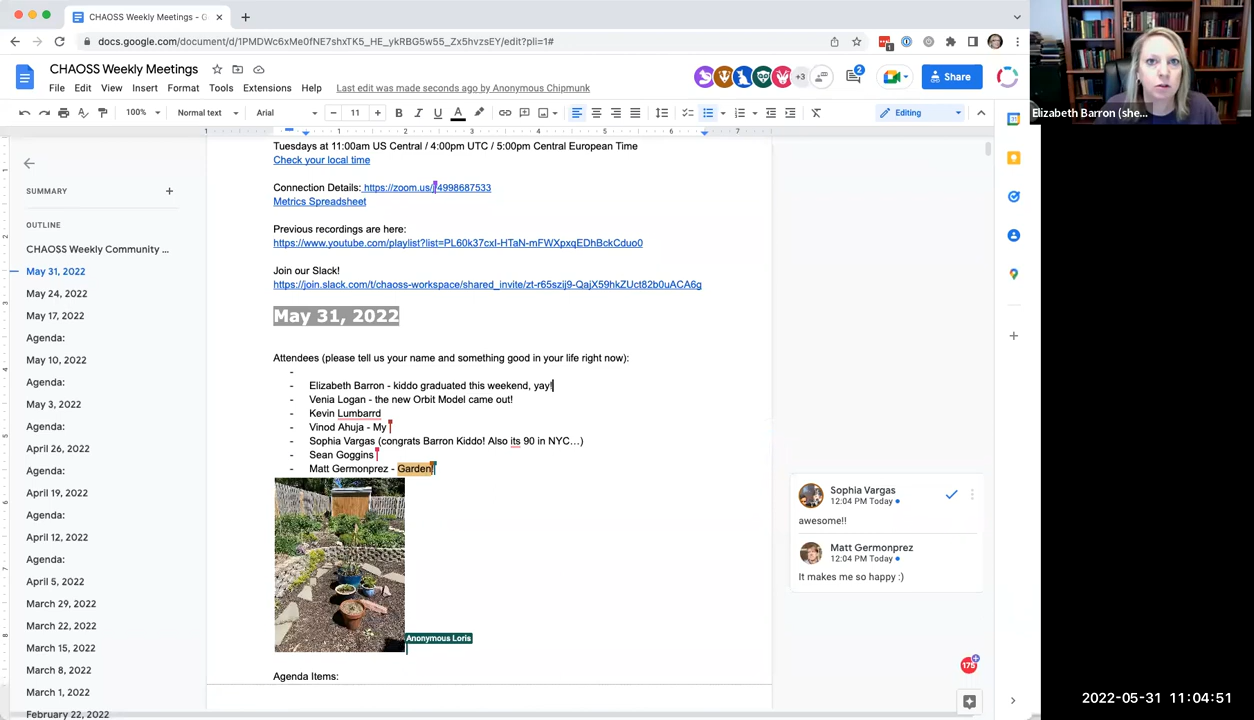 CHAOSS Weekly Meetings - G
docs.google.com/document/d/1PMDWc6xMe0fNE7shxTK5_HE_ykRBG5w55_Zx5hvzsEY/edit?pli=1#
CHAOSS Weekly Meetings
File Edit View Insert Format Tools Extensions Help
Last edit was made seconds ago by Anonymous Chipmunk
+3
2
Share
100%
Normal text
Arial
11
Editing
Tuesdays at 11:00am US Central / 4:00pm UTC / 5:00pm Central European Time
Check your local time
Connection Details: https://zoom.us/j/4998687533
Metrics Spreadsheet
Previous recordings are here:
https://www.youtube.com/playlist?list=PL60k37cxI-HTaN-mFWXpxqEDhBckCduo0
Join our Slack!
https://join.slack.com/t/chaoss-workspace/shared_invite/zt-r65szij9-QajX59hkZUct82b0uACA6g
May 31, 2022
Attendees (please tell us your name and something good in your life right now):
-
- Elizabeth Barron - kiddo graduated this weekend, yay!
- Venia Logan - the new Orbit Model came out!
- Kevin Lumbarrd
- Vinod Ahuja - My
- Sophia Vargas (congrats Barron Kiddo! Also its 90 in NYC…)
- Sean Goggins
- Matt Germonprez - Garden!
Anonymous Loris
Agenda Items:
SUMMARY
OUTLINE
CHAOSS Weekly Community ...
May 31, 2022
May 24, 2022
May 17, 2022
Agenda:
May 10, 2022
Agenda:
May 3, 2022
Agenda:
April 26, 2022
Agenda:
April 19, 2022
Agenda:
April 12, 2022
Agenda:
April 5, 2022
March 29, 2022
March 22, 2022
March 15, 2022
March 8, 2022
March 1, 2022
February 22, 2022
Sophia Vargas
12:04 PM Today
awesome!!
Matt Germonprez
12:04 PM Today
It makes me so happy :)
175
Elizabeth Barron (she...
2022-05-31 11:04:51